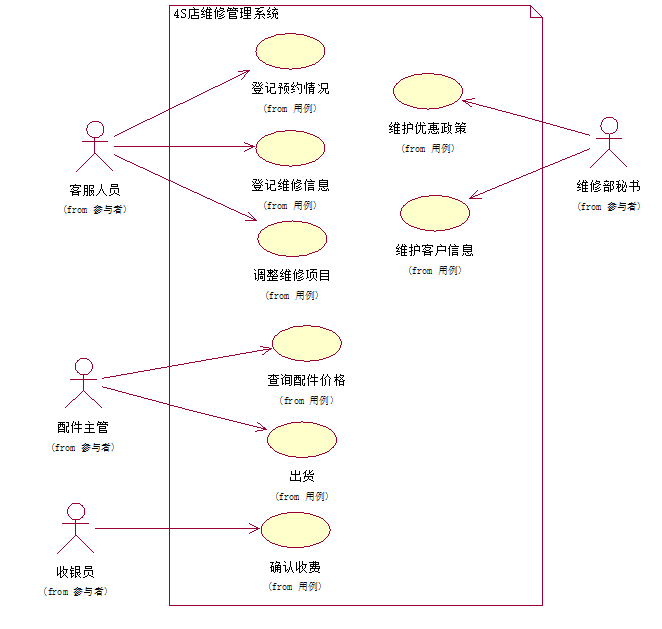 4S店维修管理系统
登记预约情况
(from 用例)
维护优惠政策
(from 用例)
客服人员
(from 参与者)
登记维修信息
(from 用例)
维修部秘书
(from 参与者)
维护客户信息
(from 用例)
调整维修项目
(from 用例)
查询配件价格
(from 用例)
配件主管
(from 参与者)
出货
(from 用例)
收银员
(from 参与者)
确认收费
(from 用例)